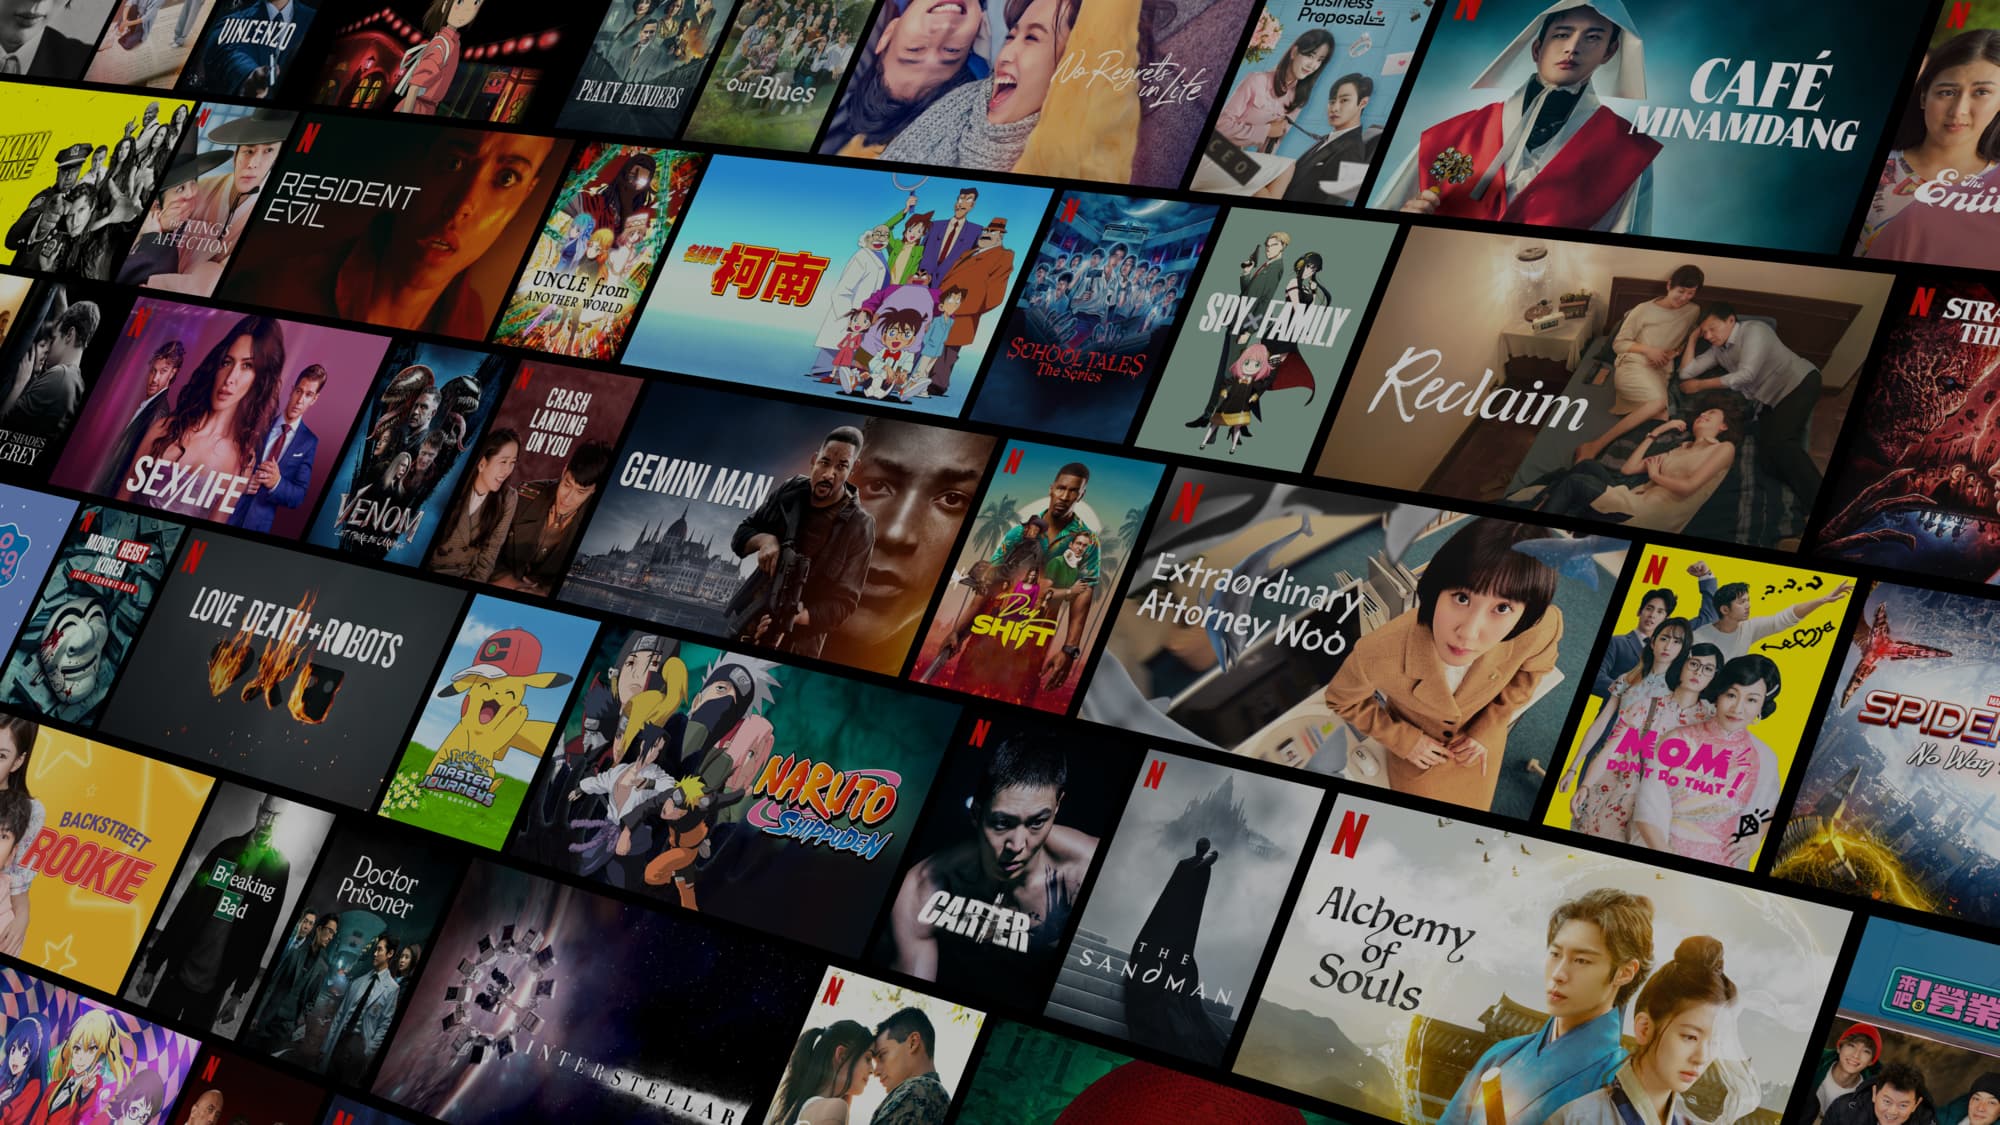 VINCENZO
PEAKY BLINDERS
our Blues
No Regrets
in Life
Business
Proposal
CEO
CAFÉ
MINAMDANG
The
Entit
KLYN
NINE
THE KING'S
AFFECTION
RESIDENT
EVIL
UNCLE from
ANOTHER WORLD
名偵探
柯南
SCHOOL TALES
The Series
SPY×FAMILY
Reclaim
STRA
THI
TY SHADES
GREY
SEX/LIFE
VENOM
LET THERE BE CARNAGE
CRASH
LANDING
ON YOU
GEMINI MAN
Day
SHIFT
Extraordinary
Attorney Woo
MOM
DON'T DO THAT!
SPIDER
No Way
MONEY HEIST
KOREA
JOINT ECONOMIC AREA
LOVE DEATH + ROBOTS
Pokémon
MASTER
JOURNEYS
THE SERIES
NARUTO
SHIPPUDEN
CARTER
THE
SANDMAN
Alchemy
of
Souls
來吧!營業
BACKSTREET
ROOKIE
Breaking
Bad
Doctor
Prisoner
INTERSTELLAR